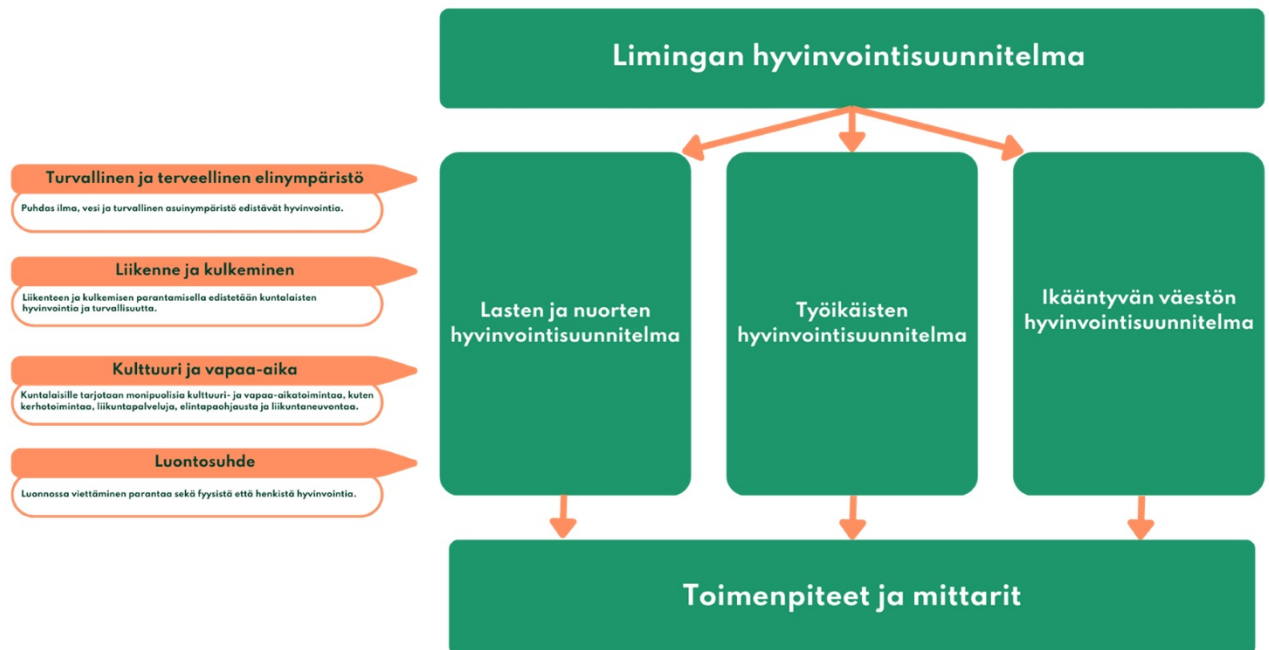 Limingan hyvinvointisuunnitelma
Turvallinen ja terveellinen elinympäristö
Puhdas ilma, vesi ja turvallinen asuinympäristö edistävät hyvinvointia.
Liikenne ja kulkeminen
Liikenteen ja kulkemisen parantamisella edistetään kuntalaisten
hyvinvointia ja turvallisuutta.
Kulttuuri ja vapaa-aika
Kuntalaisille tarjotaan monipuolisia kulttuuri- ja vapaa-aikatoimintaa, kuten
kerhotoimintaa, liikuntapalveluja, elintapaohjausta ja liikuntaneuvontaa.
Luontosuhde
Luonnossa viettäminen parantaa sekä fyysistä että henkistä hyvinvointia.
Lasten ja nuorten
hyvinvointisuunnitelma
Työikäisten
hyvinvointisuunnitelma
Ikääntyvän väestön
hyvinvointisuunnitelma
Toimenpiteet ja mittarit